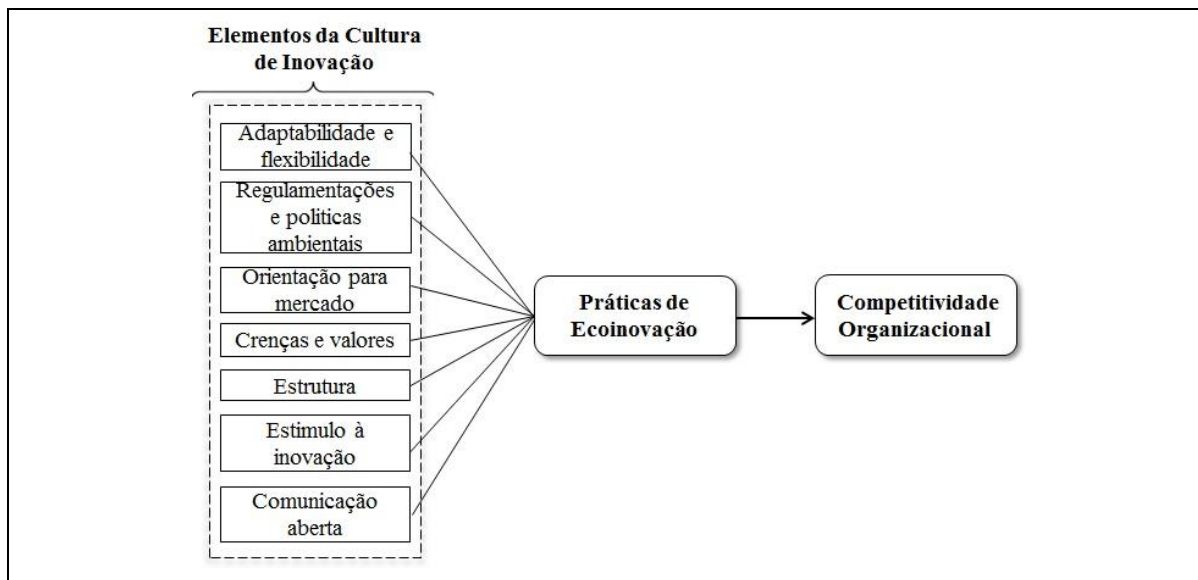 Elementos da Cultura
de Inovação
Adaptabilidade e
flexibilidade
Regulamentações
e politicas
ambientais
Orientação para
mercado
Crenças e valores
Estrutura
Estimulo à
inovação
Comunicação
aberta
Práticas de
Ecoinovação
Competitividade
Organizacional